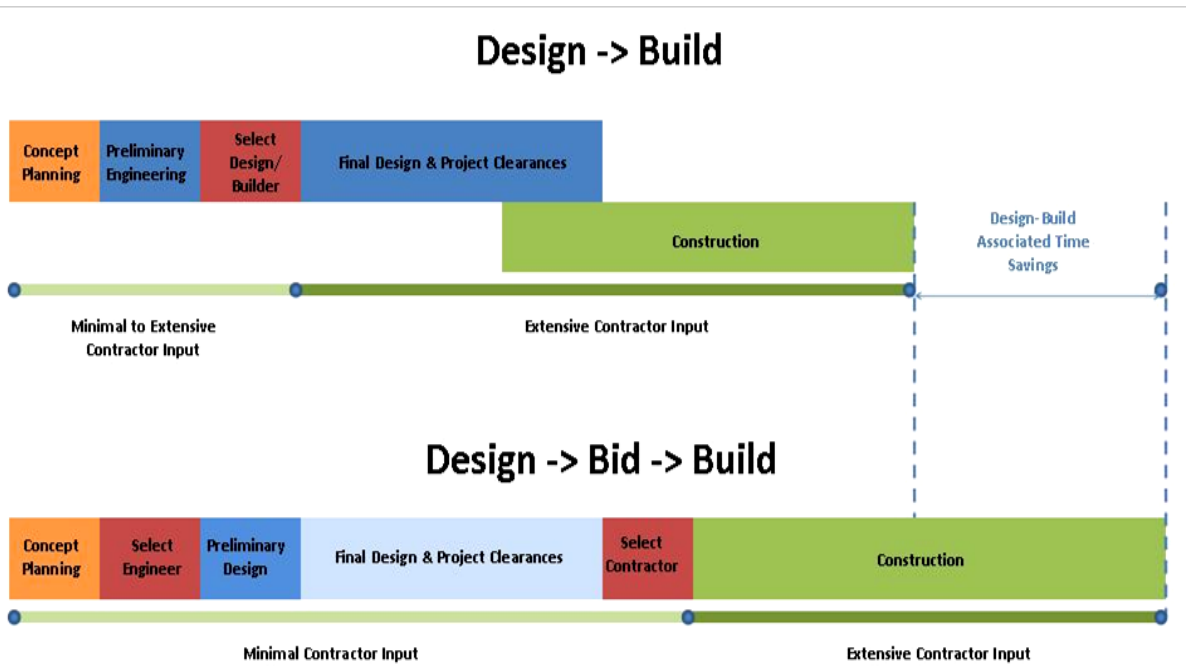 Design -> Build
Concept
Planning
Preliminary
Engineering
Select
Design/
Builder
Final Design & Project Clearances
Construction
Design-Build
Associated Time
Savings
Minimal to Extensive
Contractor Input
Extensive Contractor Input
Design -> Bid -> Build
Concept
Planning
Select
Engineer
Preliminary
Design
Final Design & Project Clearances
Select
Contractor
Construction
Minimal Contractor Input
Extensive Contractor Input